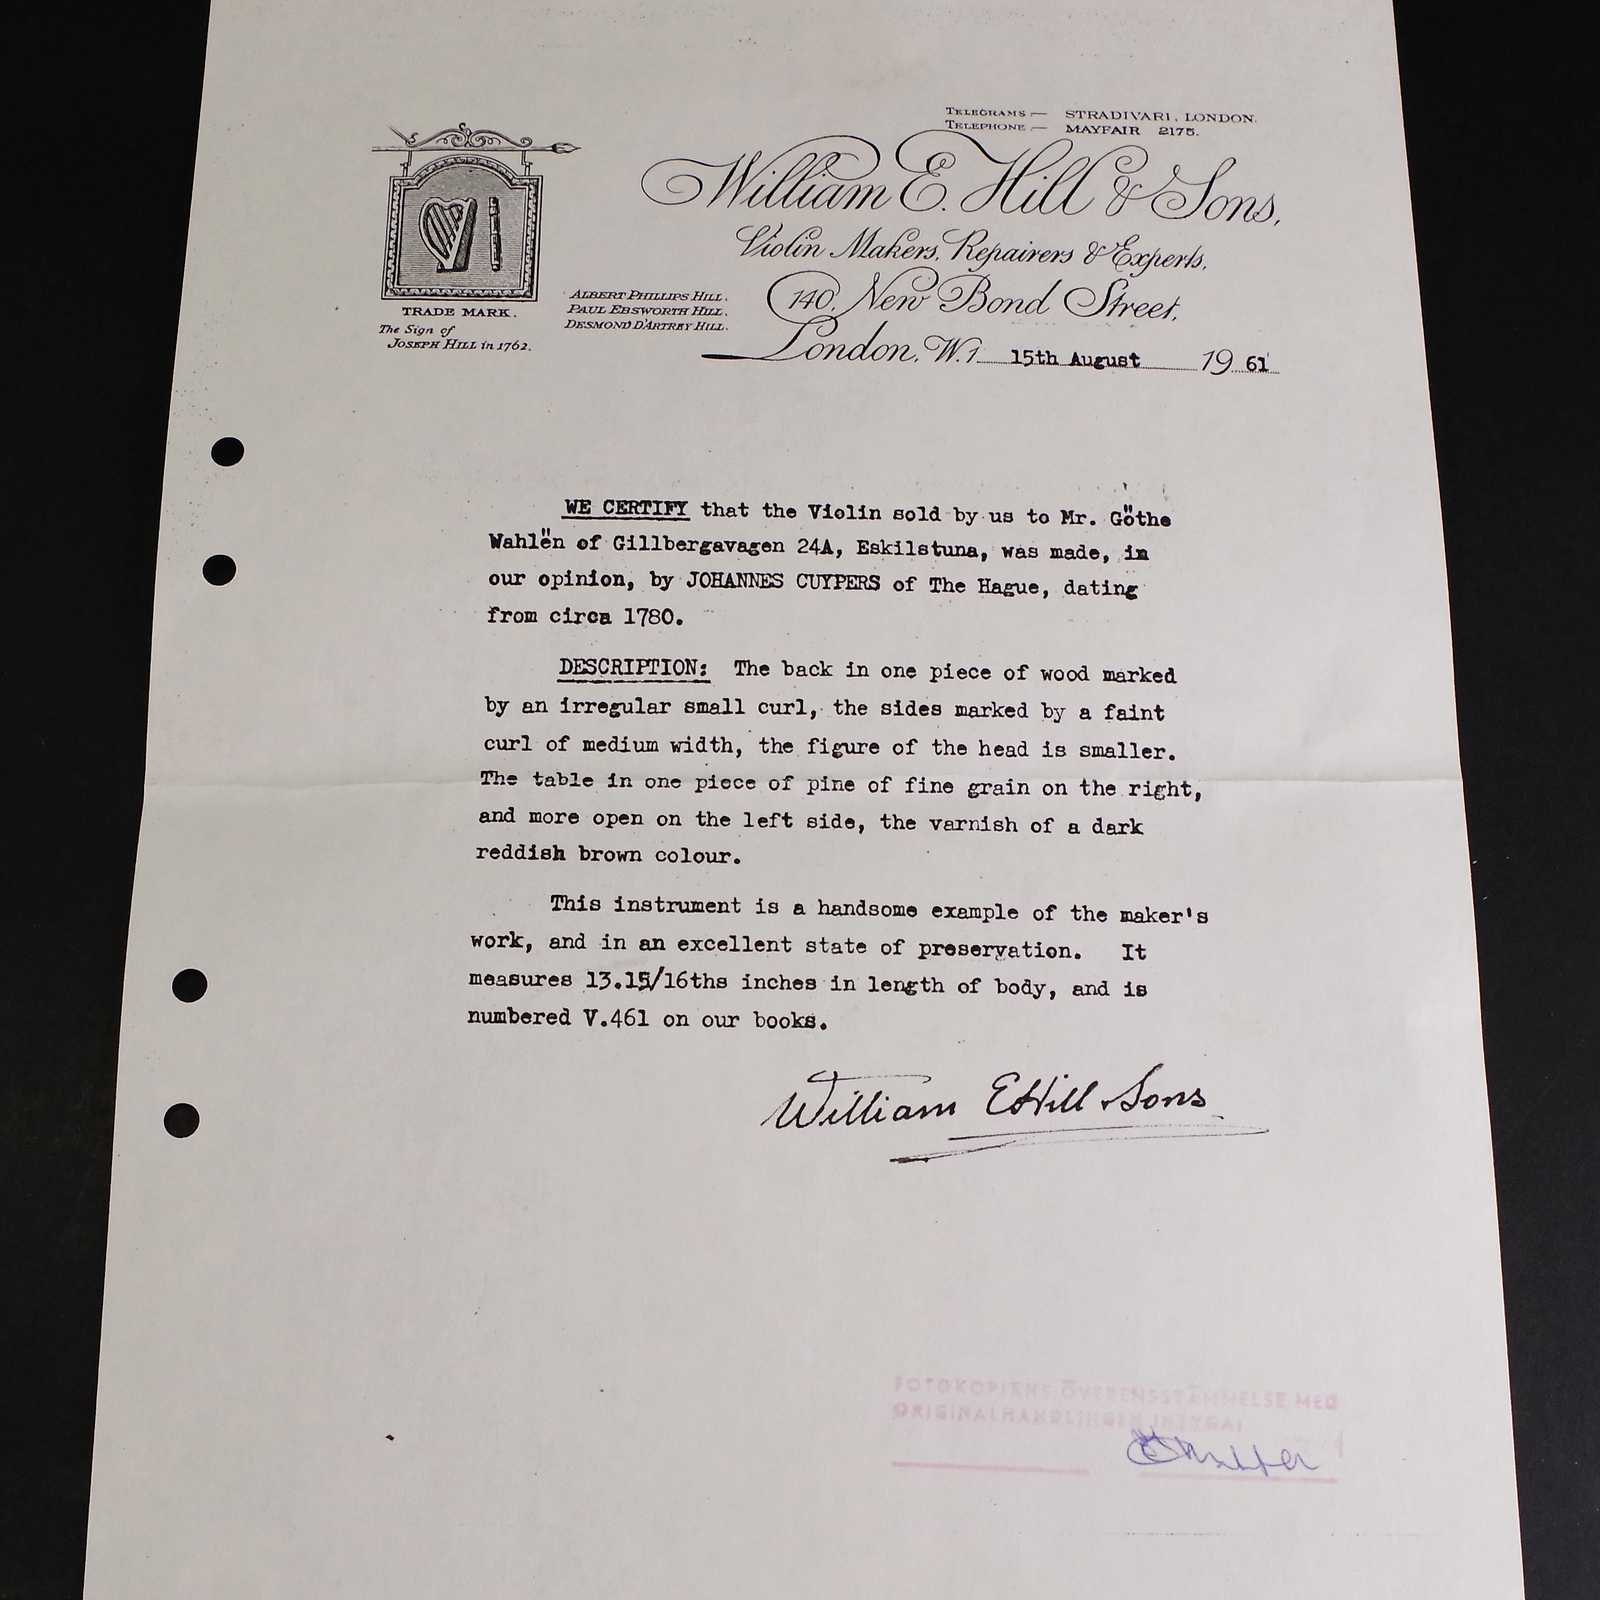 TELEGRAMS — STRADIVARI, LONDON.
TELEPHONE — MAYFAIR 2175.
William E. Hill & Sons,
Violin Makers, Repairers & Experts,
140, New Bond Street,
London, W.1 15th August 19 61
TRADE MARK.
The Sign of
JOSEPH HILL in 1762.
ALBERT PHILLIPS HILL.
PAUL EBSWORTH HILL.
DESMOND D'ARTREY HILL.
WE CERTIFY that the Violin sold by us to Mr. Göthe
Wahlën of Gillbergavagen 24A, Eskilstuna, was made, in
our opinion, by JOHANNES CUYPERS of The Hague, dating
from circa 1780.
DESCRIPTION: The back in one piece of wood marked
by an irregular small curl, the sides marked by a faint
curl of medium width, the figure of the head is smaller.
The table in one piece of pine of fine grain on the right,
and more open on the left side, the varnish of a dark
reddish brown colour.
This instrument is a handsome example of the maker's
work, and in an excellent state of preservation. It
measures 13.15/16ths inches in length of body, and is
numbered V.461 on our books.
William E Hill & Sons
FOTOKOPIANS ÖVERENSSTÄMMELSE MED
ORIGINALHANDLINGEN INTYGAR